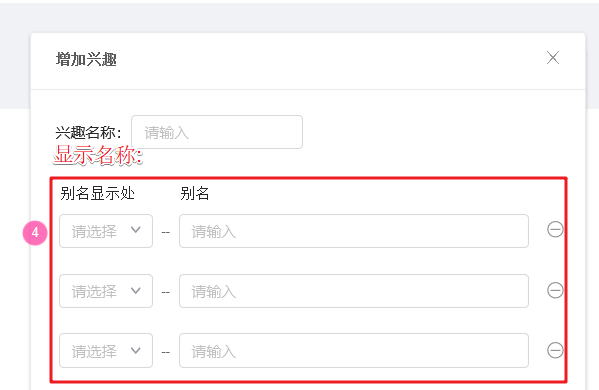 增加兴趣
兴趣名称： 请输入
显示名称:
别名显示处 别名
4 请选择 -- 请输入
请选择 -- 请输入
请选择 -- 请输入